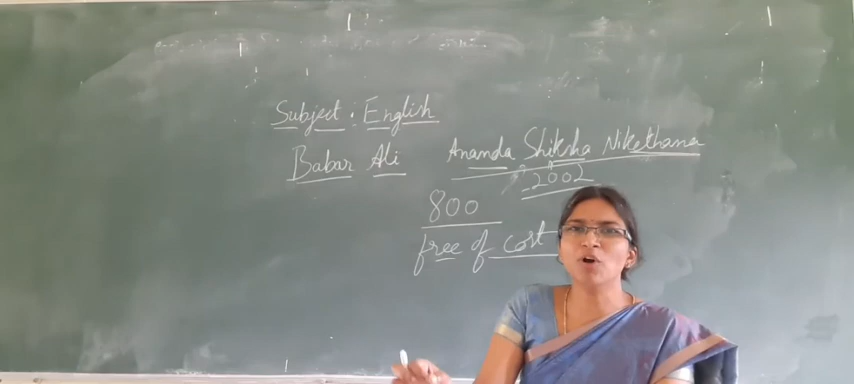 Subject: English
Babar Ali Ananda Shiksha Nikethana
2002
800
free of cost